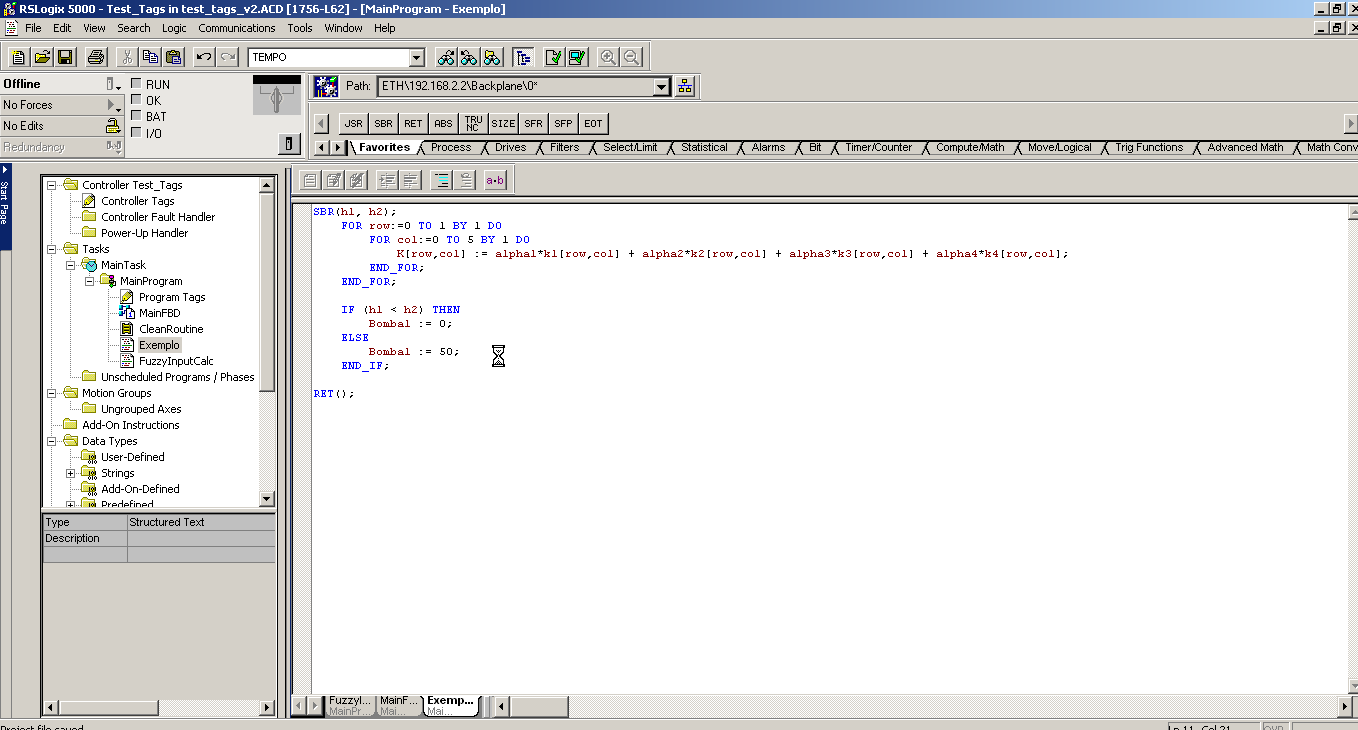 RSLogix 5000 - Test_Tags in test_tags_v2.ACD [1756-L62] - [MainProgram - Exemplo]
File Edit View Search Logic Communications Tools Window Help
TEMPO
Offline
No Forces
No Edits
Redundancy
RUN
OK
BAT
I/O
Path: ETH\192.168.2.2\Backplane\0*
JSR SBR RET ABS TRUNC SIZE SFR SFP EOT
Favorites Process Drives Filters Select/Limit Statistical Alarms Bit Timer/Counter Compute/Math Move/Logical Trig Functions Advanced Math Math Conv
Start Page
Controller Test_Tags
Controller Tags
Controller Fault Handler
Power-Up Handler
Tasks
MainTask
MainProgram
Program Tags
MainFBD
CleanRoutine
Exemplo
FuzzyInputCalc
Unscheduled Programs / Phases
Motion Groups
Ungrouped Axes
Add-On Instructions
Data Types
User-Defined
Strings
Add-On-Defined
Predefined
Type Structured Text
Description
a•b
SBR(h1, h2);
FOR row:=0 TO 1 BY 1 DO
FOR col:=0 TO 5 BY 1 DO
K[row,col] := alpha1*k1[row,col] + alpha2*k2[row,col] + alpha3*k3[row,col] + alpha4*k4[row,col];
END_FOR;
END_FOR;
IF (h1 < h2) THEN
Bomba1 := 0;
ELSE
Bomba1 := 50;
END_IF;
RET();
FuzzyI... MainF... Exemp...
MainPr... Mai... Mai...
Project file saved
Ln 11, Col 21 OVR